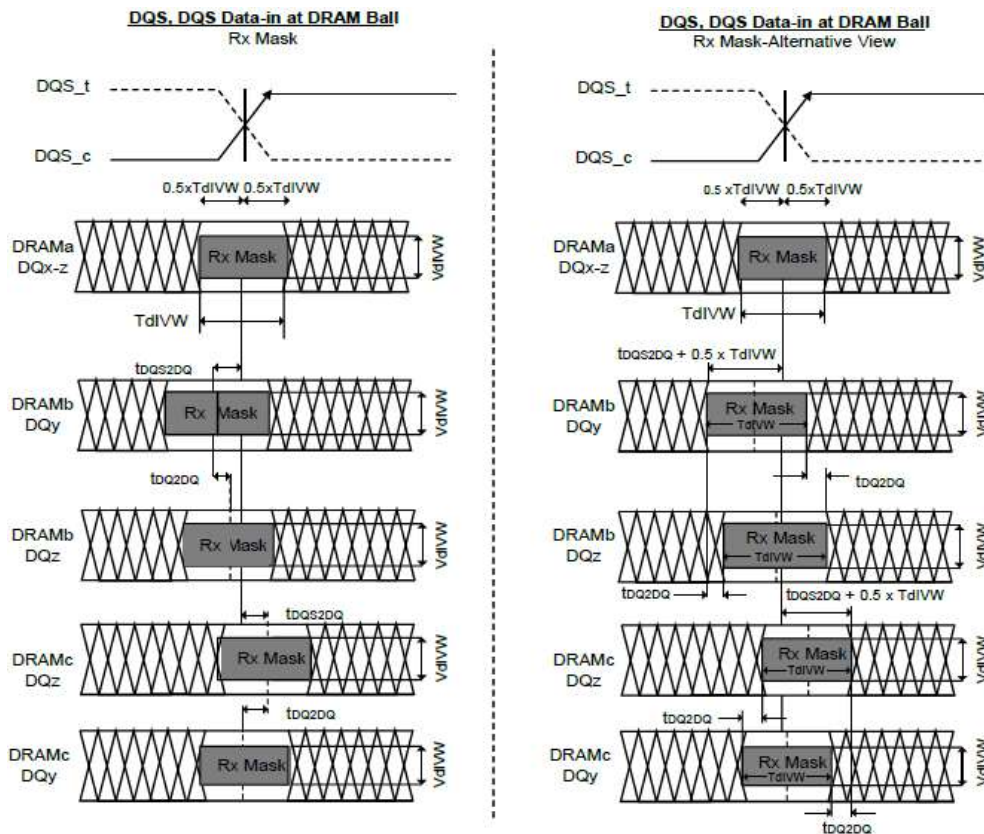 DQS, DQS Data-in at DRAM Ball
Rx Mask
DQS_t
DQS_c
0.5xTdIVW 0.5xTdIVW
DRAMa
DQx-z
Rx Mask
VdIVW
TdIVW
tDQS2DQ
DRAMb
DQy
Rx Mask
VdIVW
tDQ2DQ
DRAMb
DQz
Rx Mask
VdIVW
tDQS2DQ
DRAMc
DQz
Rx Mask
VdIVW
tDQ2DQ
DRAMc
DQy
Rx Mask
VdIVW
DQS, DQS Data-in at DRAM Ball
Rx Mask-Alternative View
DQS_t
DQS_c
0.5xTdIVW 0.5xTdIVW
DRAMa
DQx-z
Rx Mask
VdIVW
TdIVW
tDQS2DQ + 0.5 x TdIVW
DRAMb
DQy
Rx Mask
TdIVW
VdIVW
tDQ2DQ
DRAMb
DQz
Rx Mask
TdIVW
VdIVW
tDQ2DQ
tDQS2DQ + 0.5 x TdIVW
DRAMc
DQz
Rx Mask
TdIVW
VdIVW
tDQ2DQ
DRAMc
DQy
Rx Mask
TdIVW
VdIVW
tDQ2DQ